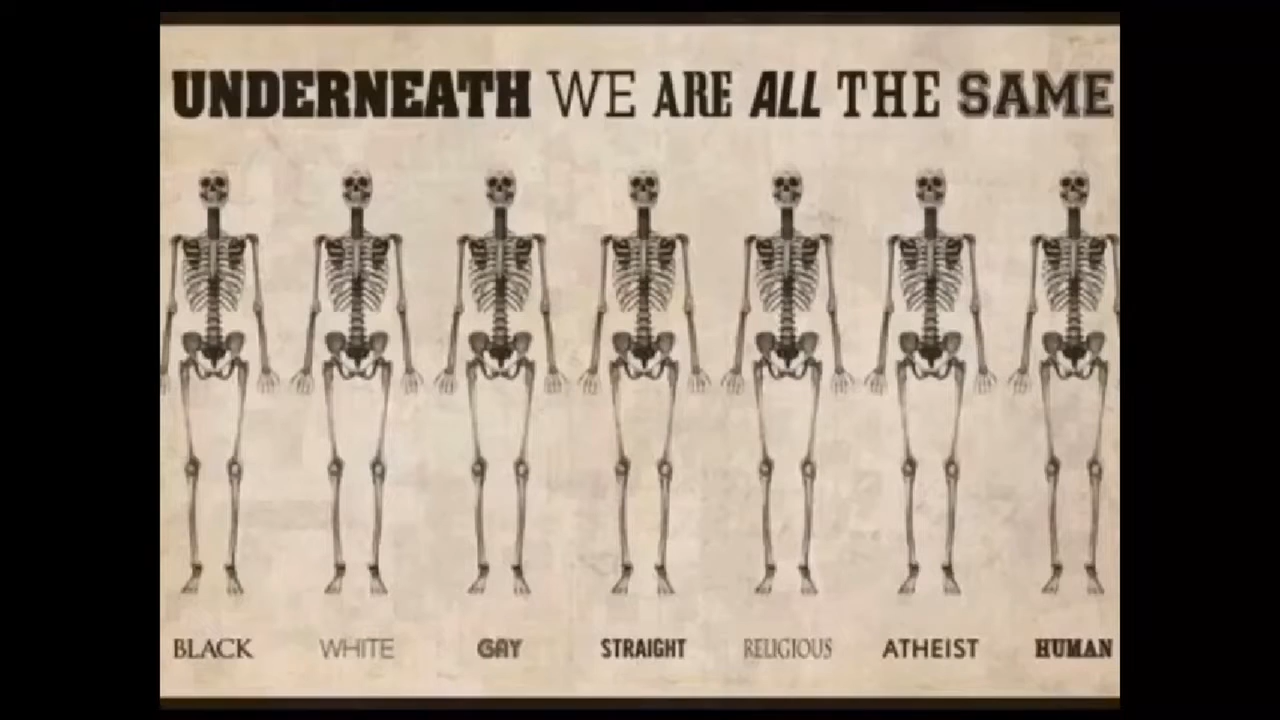 UNDERNEATH WE ARE ALL THE SAME
BLACK WHITE GAY STRAIGHT RELIGIOUS ATHEIST HUMAN